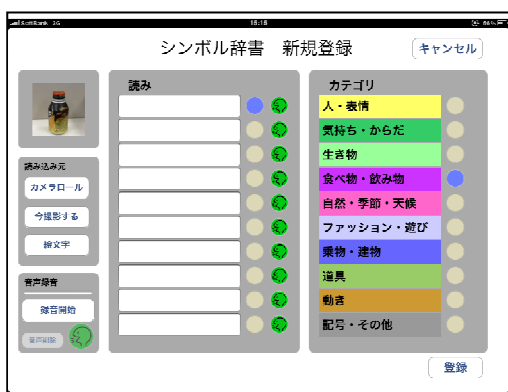 SoftBank 3G
15:15
シンボル辞書 新規登録
キャンセル
読み
カテゴリ
人・表情
気持ち・からだ
生き物
食べ物・飲み物
自然・季節・天候
ファッション・遊び
乗物・建物
道具
動き
記号・その他
読み込み元
カメラロール
今撮影する
絵文字
音声録音
録音開始
音声削除
登録